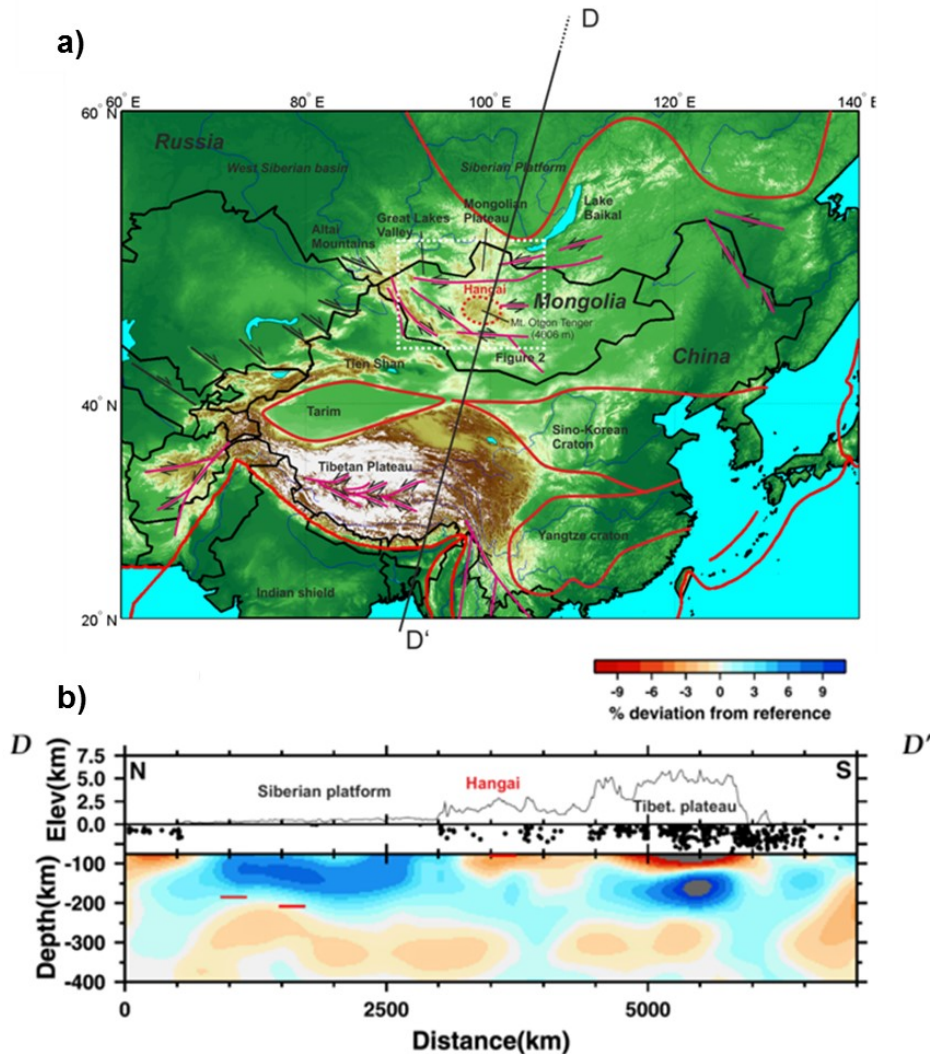 a)
D
60° E
80° E
100° E
120° E
140° E
60° N
Russia
West Siberian basin
Siberian Platform
Mongolian
Plateau
Lake
Baikal
Great Lakes
Valley
Altai
Mountains
Hangai
Mongolia
Mt. Otgon Tenger
(4006 m)
Figure 2
China
Tien Shan
40° N
Tarim
Sino-Korean
Craton
Tibetan Plateau
Yangtze craton
Indian shield
20° N
D'
-9 -6 -3 0 3 6 9
% deviation from reference
b)
D
D'
Elev(km)
7.5
5.0
2.5
0.0
N
Siberian platform
Hangai
Tibet. plateau
S
Depth(km)
-100
-200
-300
-400
0 2500 5000
Distance(km)